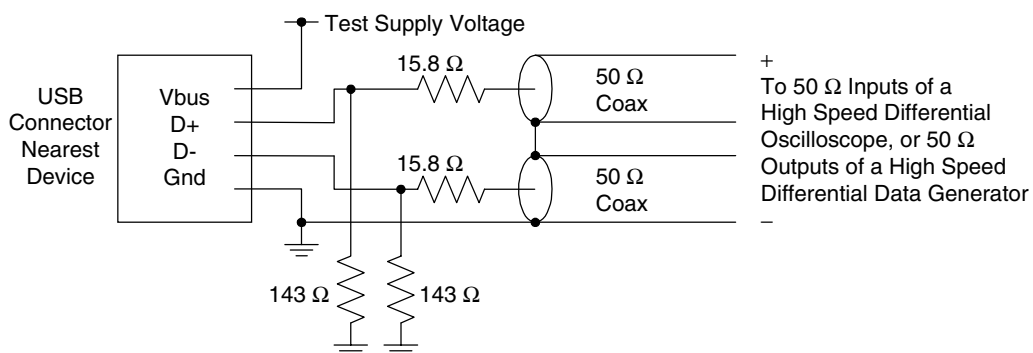 Test Supply Voltage
USB
Connector
Nearest
Device
Vbus
D+
D-
Gnd
15.8 Ω
50 Ω
Coax
15.8 Ω
50 Ω
Coax
+
To 50 Ω Inputs of a
High Speed Differential
Oscilloscope, or 50 Ω
Outputs of a High Speed
Differential Data Generator
−
143 Ω
143 Ω